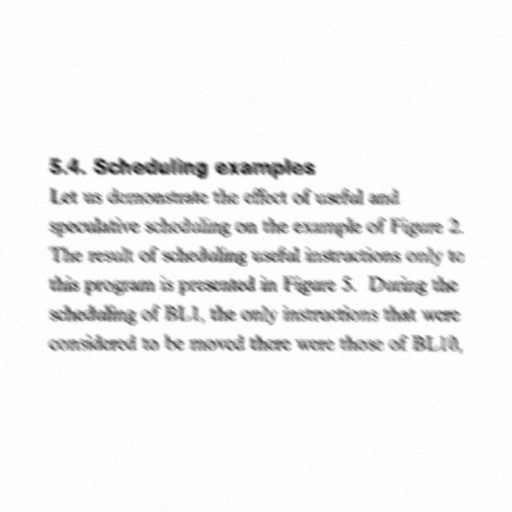 5.4. Scheduling examples
Let us demonstrate the effect of useful and
speculative scheduling on the example of Figure 2.
The result of scheduling useful instructions only to
this program is presented in Figure 5. During the
scheduling of BL1, the only instructions that were
considered to be moved there were those of BL10,